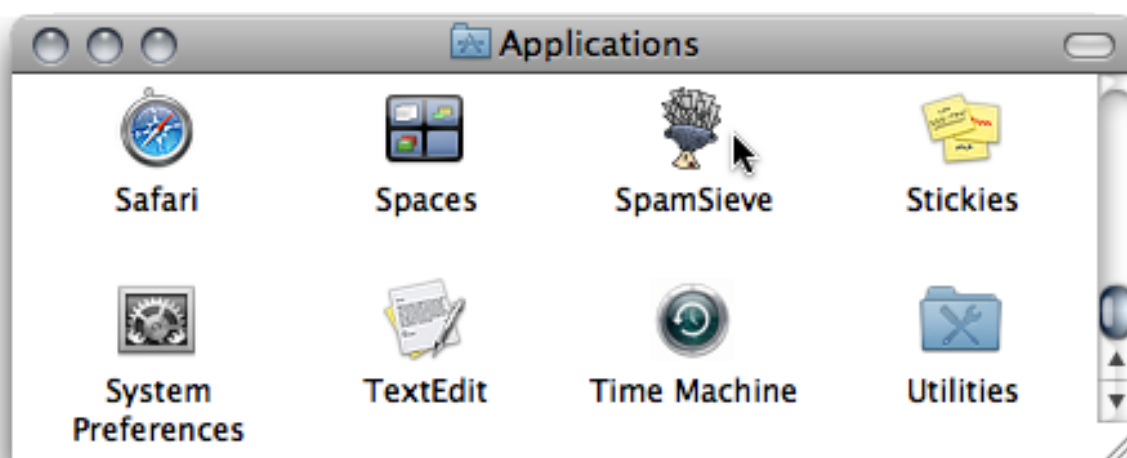 Applications
Safari
Spaces
SpamSieve
Stickies
System
Preferences
TextEdit
Time Machine
Utilities